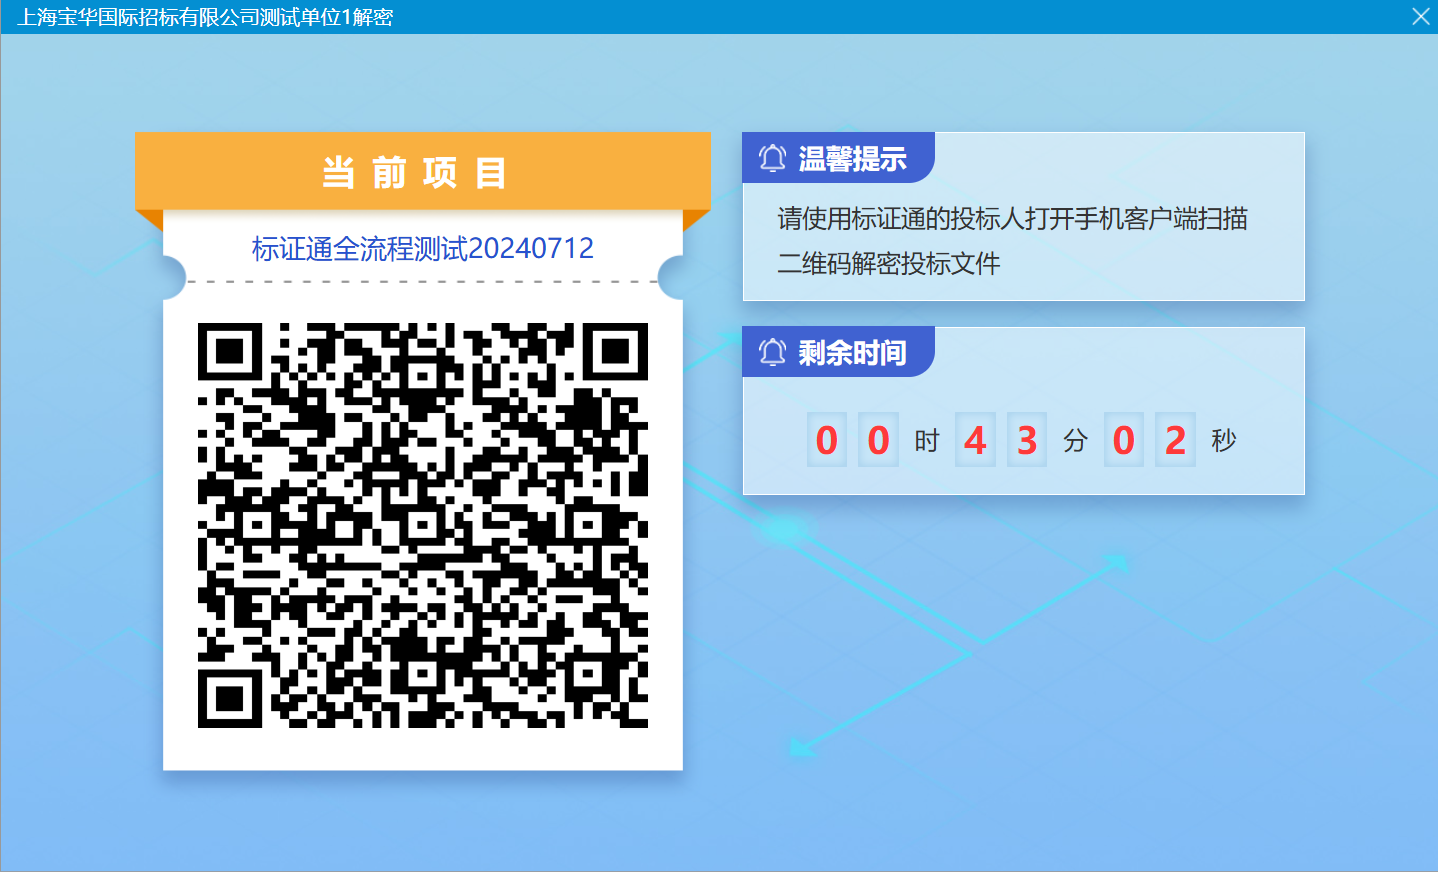 上海宝华国际招标有限公司测试单位1解密
当前项目
标证通全流程测试20240712
温馨提示
请使用标证通的投标人打开手机客户端扫描
二维码解密投标文件
剩余时间
00时43分02秒